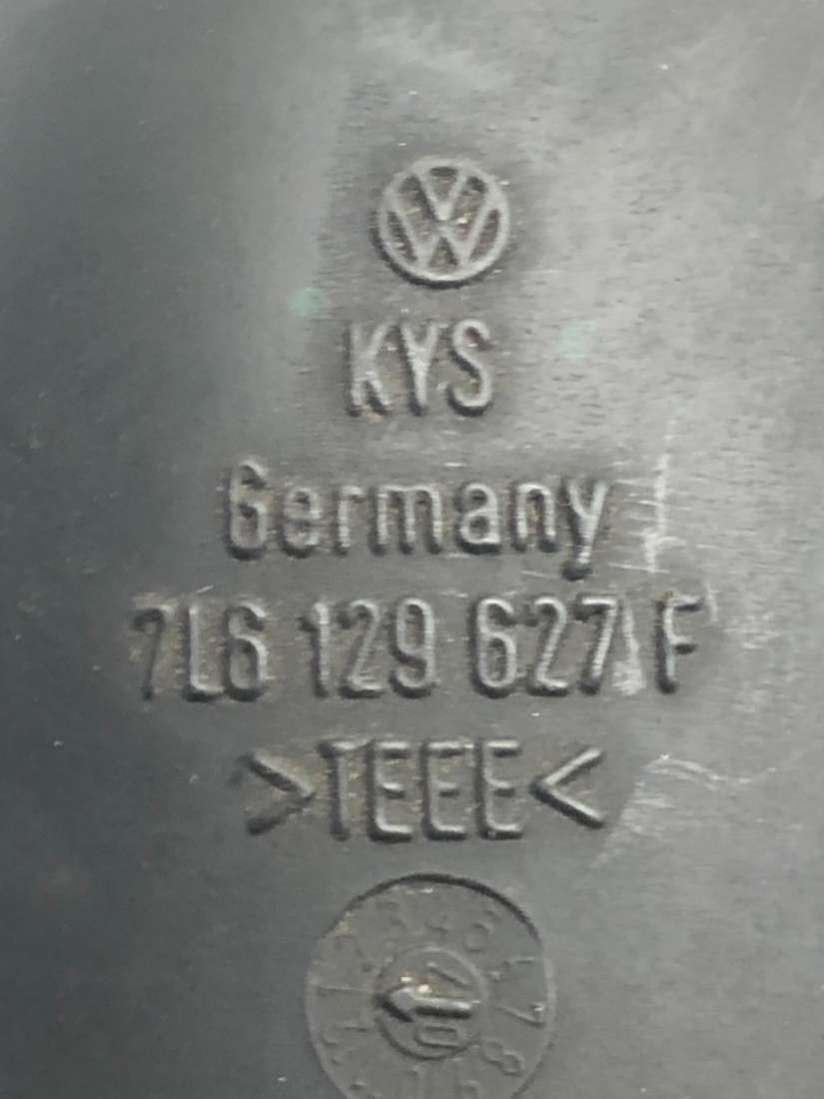 KYS
Germany
7L6 129 627 F
>TEEE<